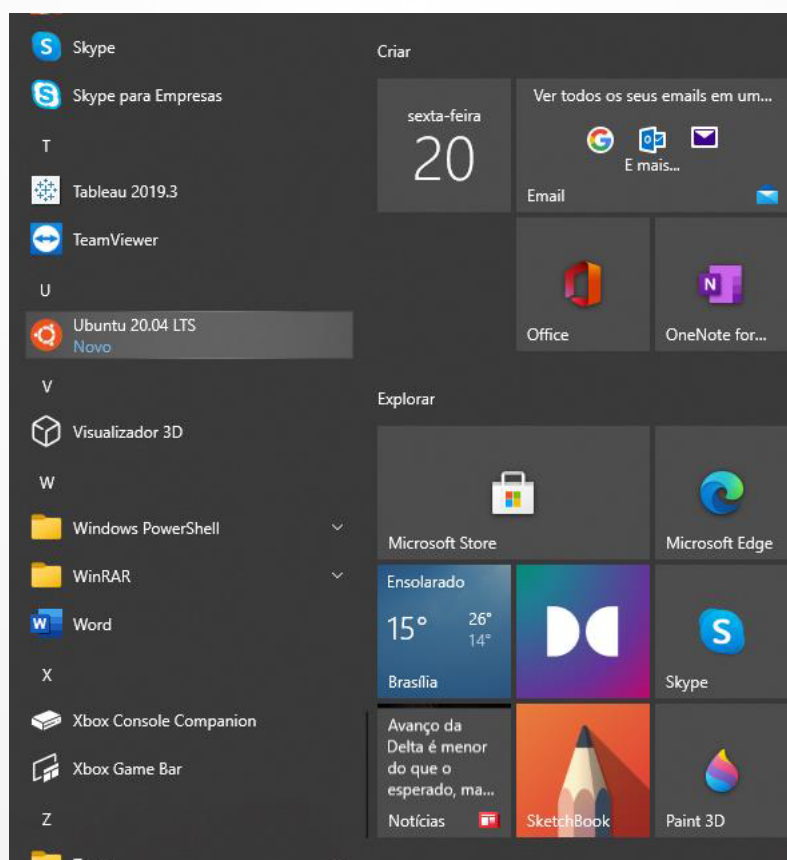 Skype
Skype para Empresas
T
Tableau 2019.3
TeamViewer
U
Ubuntu 20.04 LTS
Novo
V
Visualizador 3D
W
Windows PowerShell
WinRAR
Word
X
Xbox Console Companion
Xbox Game Bar
Z
Criar
sexta-feira
20
Ver todos os seus emails em um...
E mais...
Email
Office
OneNote for...
Explorar
Microsoft Store
Microsoft Edge
Ensolarado
15° 26°
14°
Brasília
Skype
Avanço da
Delta é menor
do que o
esperado, ma...
Notícias
SketchBook
Paint 3D